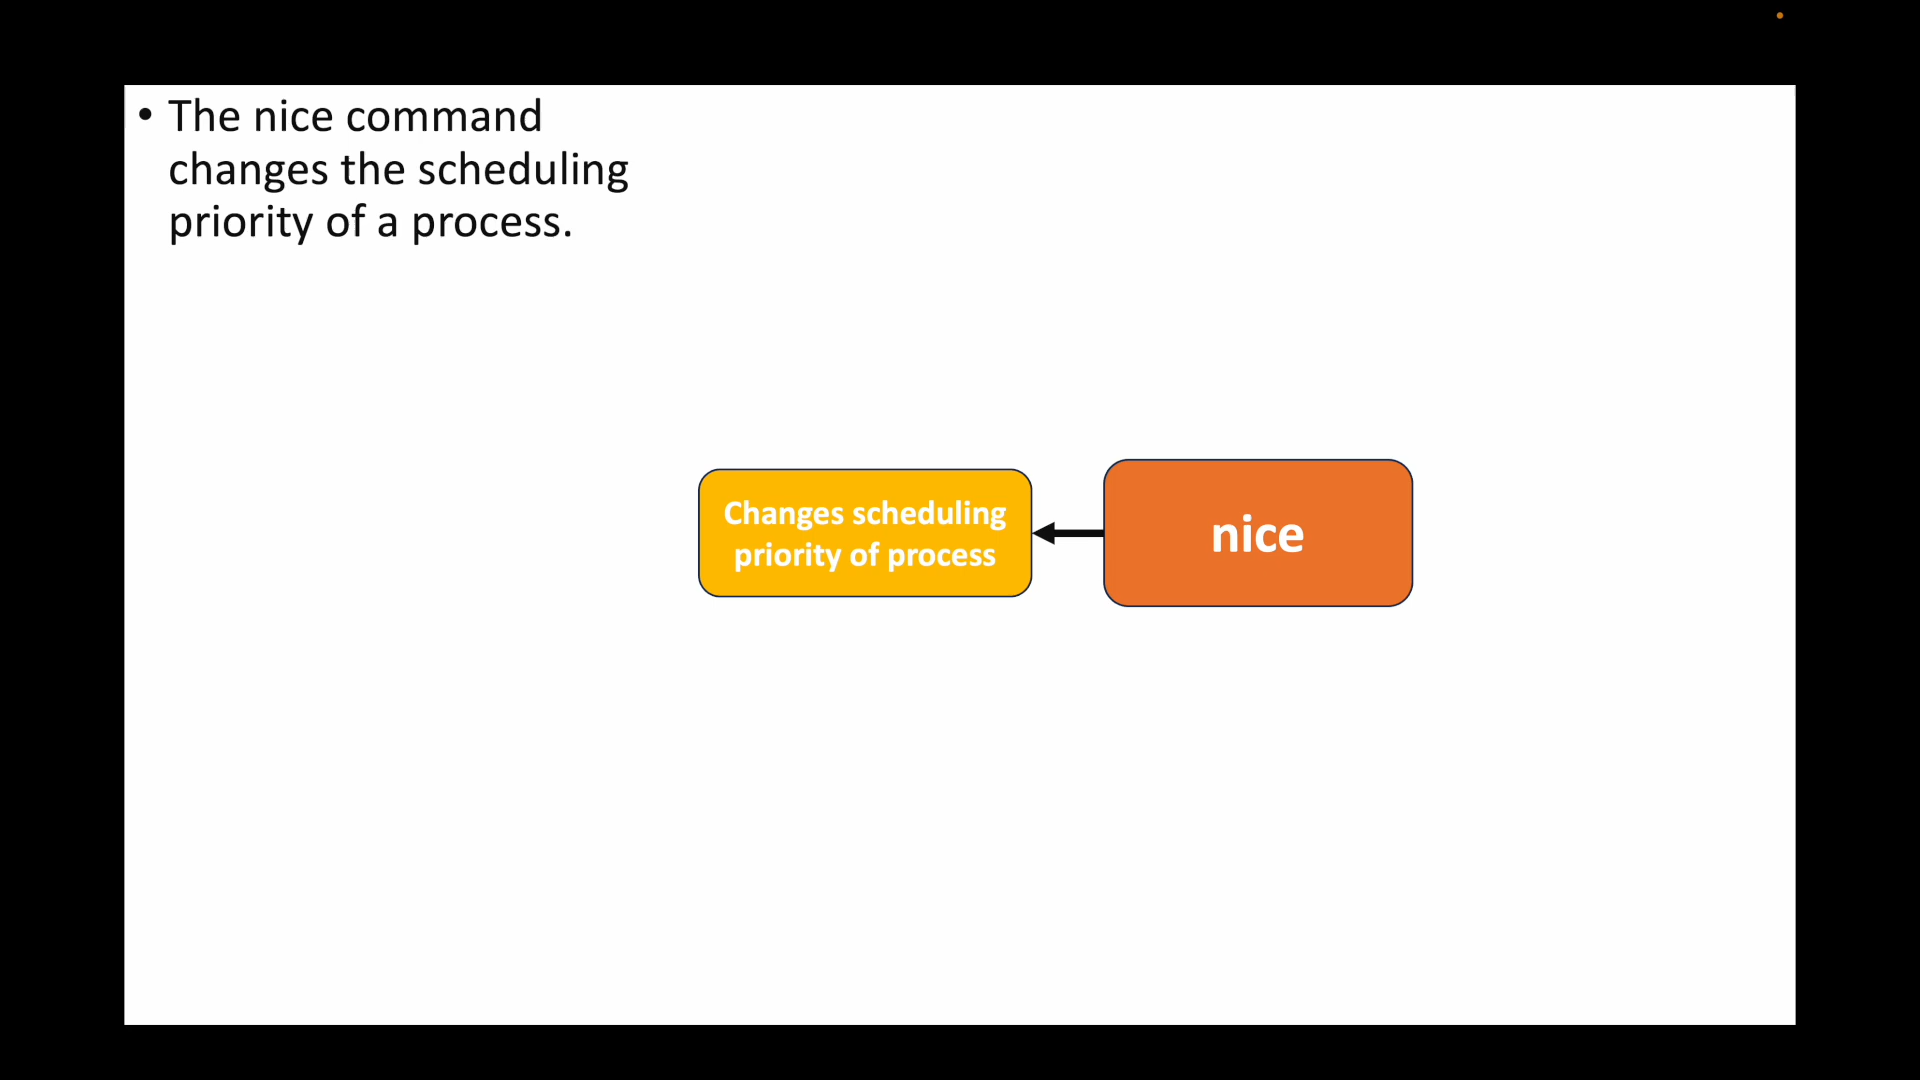 • The nice command
changes the scheduling
priority of a process.
Changes scheduling
priority of process
nice